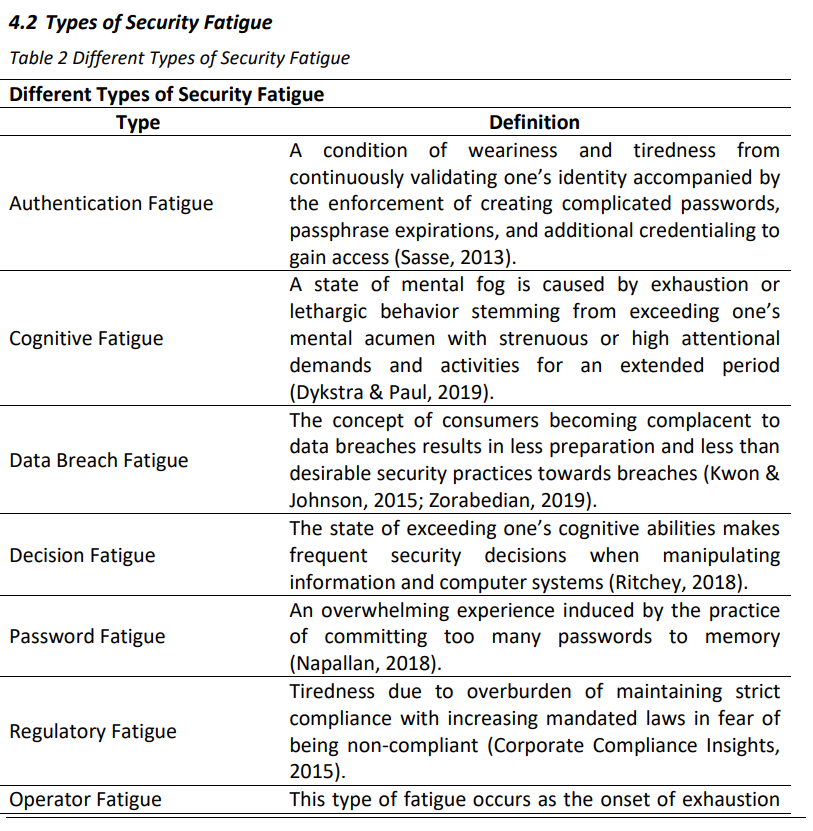 4.2 Types of Security Fatigue
Table 2 Different Types of Security Fatigue
Different Types of Security Fatigue
Type Definition
Authentication Fatigue
A condition of weariness and tiredness from
continuously validating one’s identity accompanied by
the enforcement of creating complicated passwords,
passphrase expirations, and additional credentialing to
gain access (Sasse, 2013).
Cognitive Fatigue
A state of mental fog is caused by exhaustion or
lethargic behavior stemming from exceeding one’s
mental acumen with strenuous or high attentional
demands and activities for an extended period
(Dykstra & Paul, 2019).
Data Breach Fatigue
The concept of consumers becoming complacent to
data breaches results in less preparation and less than
desirable security practices towards breaches (Kwon &
Johnson, 2015; Zorabedian, 2019).
Decision Fatigue
The state of exceeding one’s cognitive abilities makes
frequent security decisions when manipulating
information and computer systems (Ritchey, 2018).
Password Fatigue
An overwhelming experience induced by the practice
of committing too many passwords to memory
(Napallan, 2018).
Regulatory Fatigue
Tiredness due to overburden of maintaining strict
compliance with increasing mandated laws in fear of
being non-compliant (Corporate Compliance Insights,
2015).
Operator Fatigue
This type of fatigue occurs as the onset of exhaustion